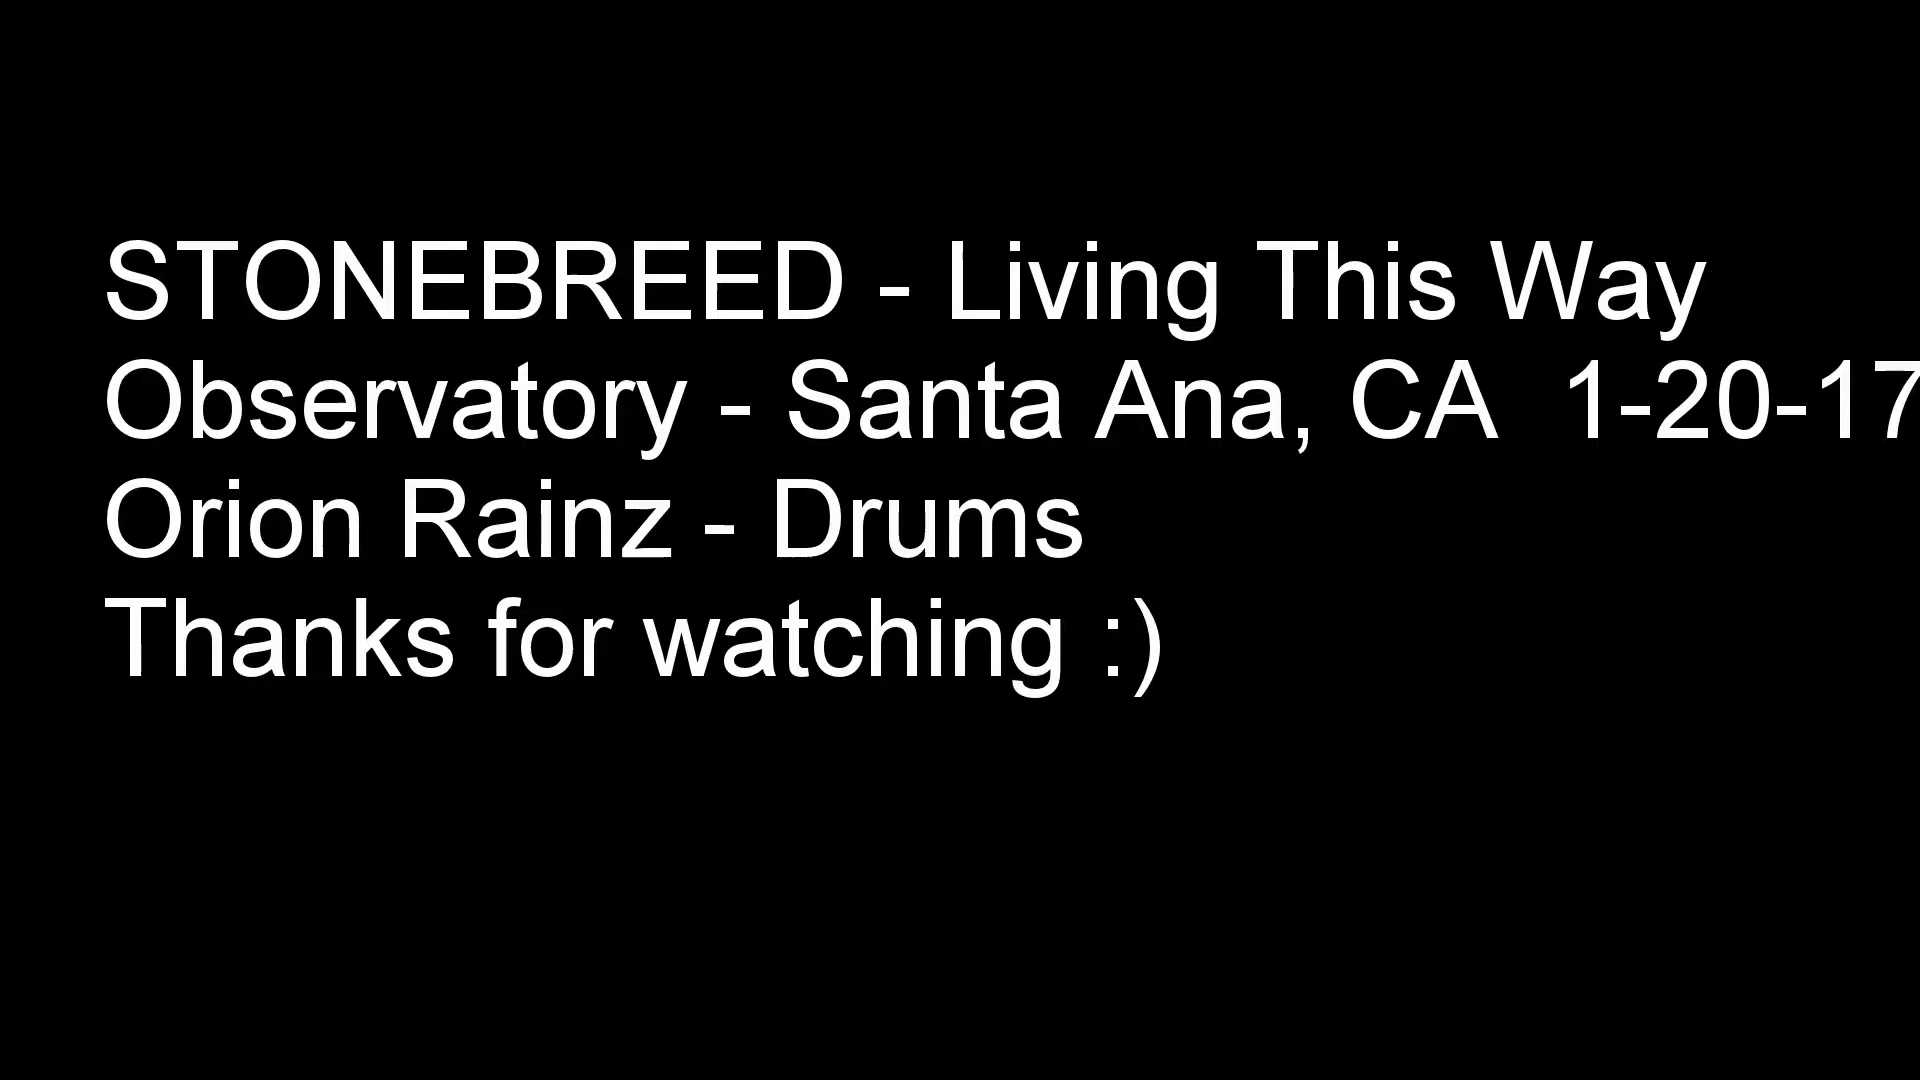 STONEBREED - Living This Way
Observatory - Santa Ana, CA  1-20-17
Orion Rainz - Drums
Thanks for watching :)